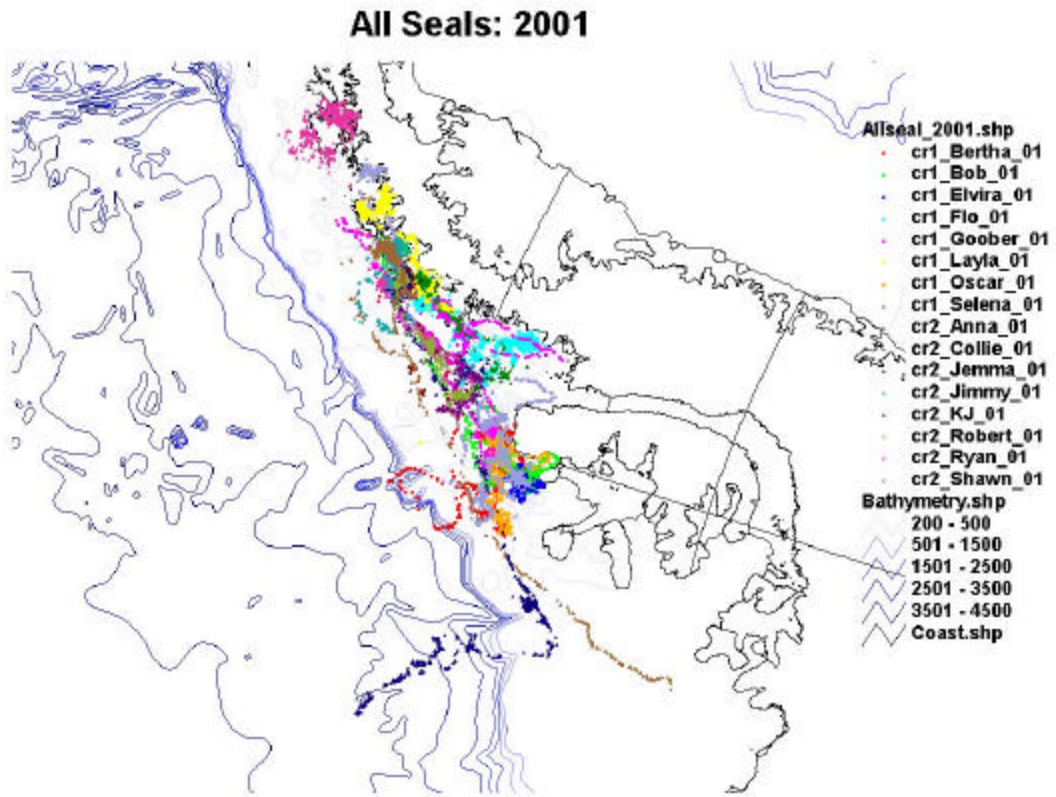 All Seals: 2001
Allseal_2001.shp
cr1_Bertha_01
cr1_Bob_01
cr1_Elvira_01
cr1_Flo_01
cr1_Goober_01
cr1_Layla_01
cr1_Oscar_01
cr1_Selena_01
cr2_Anna_01
cr2_Collie_01
cr2_Jemma_01
cr2_Jimmy_01
cr2_KJ_01
cr2_Robert_01
cr2_Ryan_01
cr2_Shawn_01
Bathymetry.shp
200 - 500
501 - 1500
1501 - 2500
2501 - 3500
3501 - 4500
Coast.shp